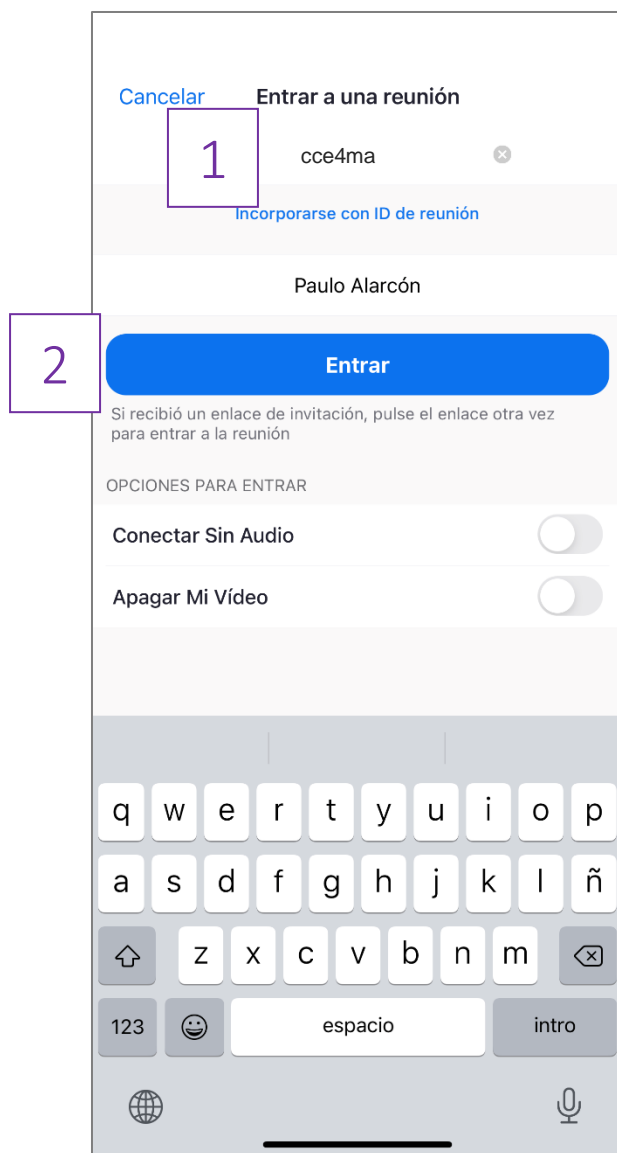 Cancelar Entrar a una reunión
1 cce4ma
Incorporarse con ID de reunión
Paulo Alarcón
2 Entrar
Si recibió un enlace de invitación, pulse el enlace otra vez
para entrar a la reunión
OPCIONES PARA ENTRAR
Conectar Sin Audio
Apagar Mi Vídeo
q w e r t y u i o p
a s d f g h j k l ñ
z x c v b n m
123 espacio intro